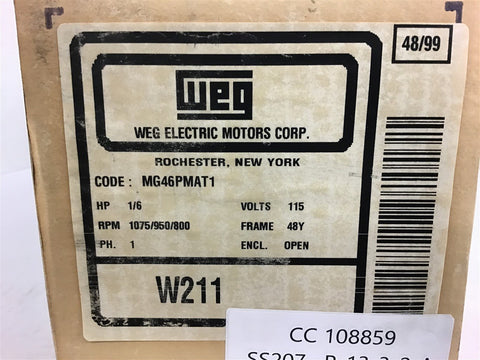 48/99
weg
WEG ELECTRIC MOTORS CORP.
ROCHESTER, NEW YORK
CODE : MG46PMAT1
HP 1/6 VOLTS 115
RPM 1075/950/800 FRAME 48Y
PH. 1 ENCL. OPEN
W211
CC 108859